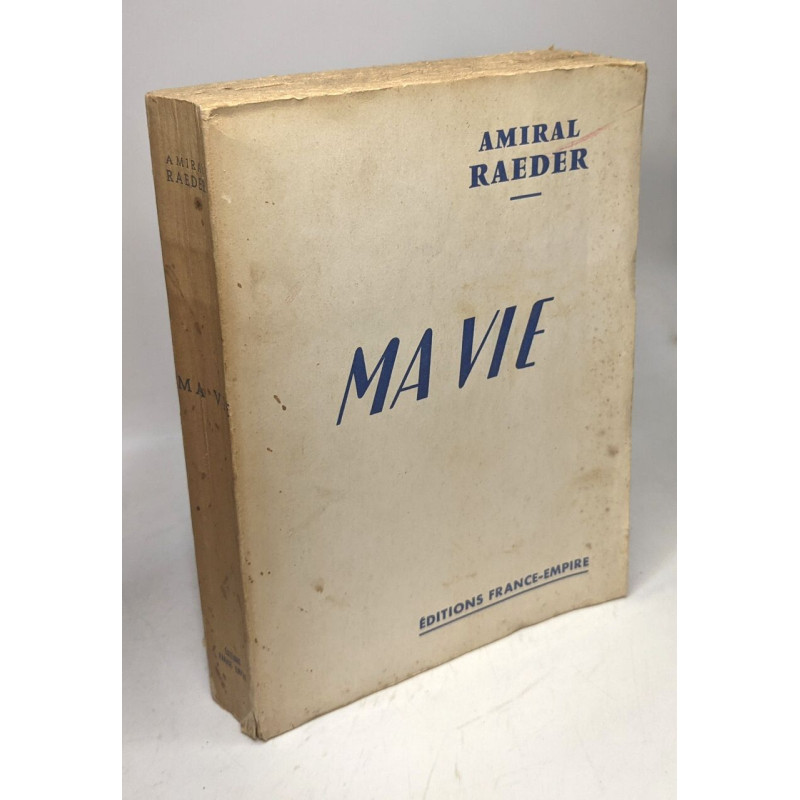 AMIRAL
RAEDER
MA VIE
ÉDITIONS FRANCE-EMPIRE
AMIRAL
RAEDER
MA VIE